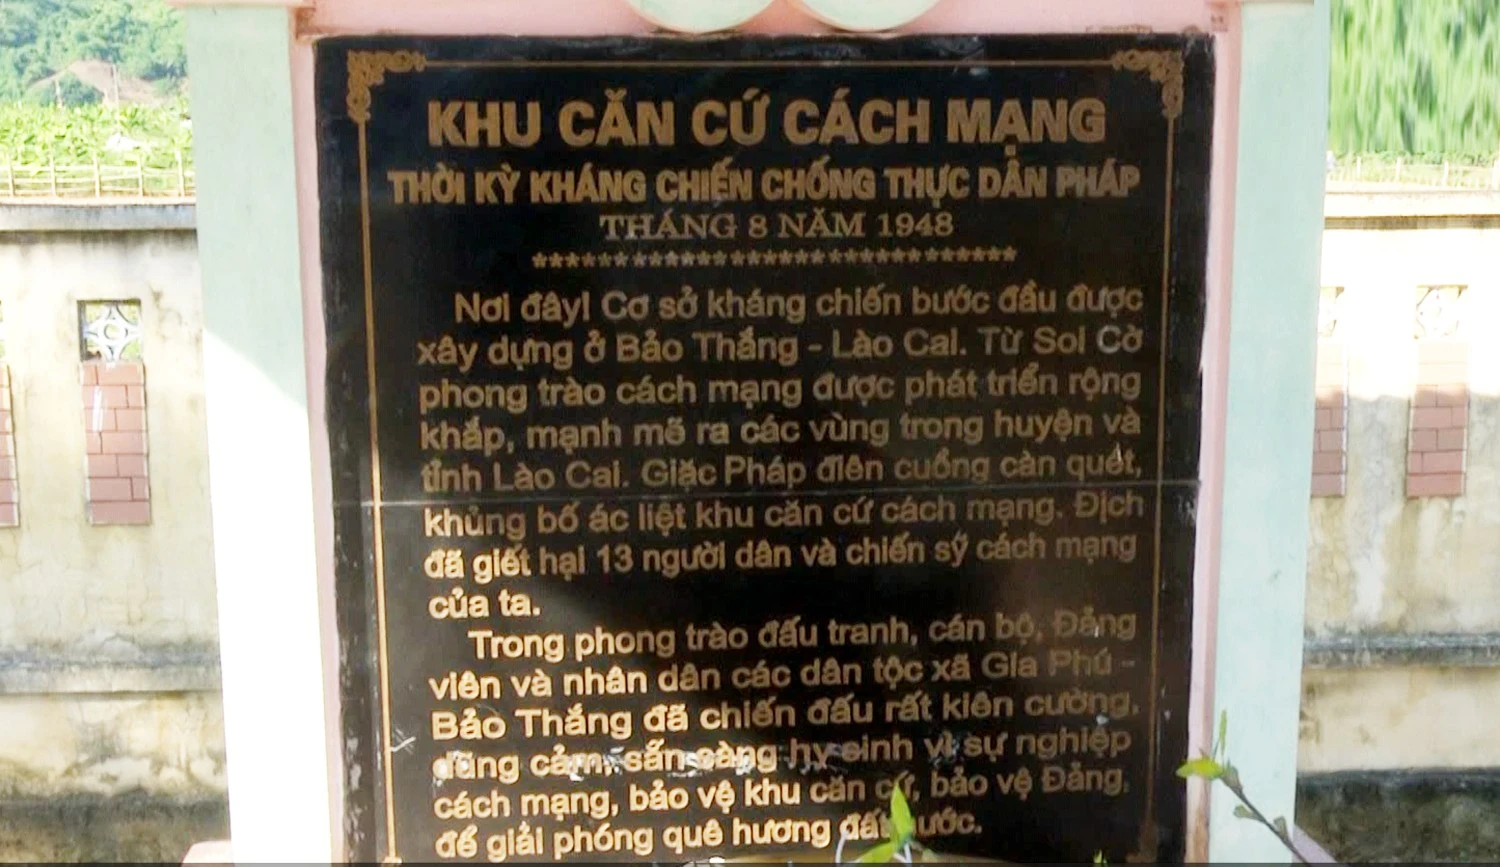 KHU CĂN CỨ CÁCH MẠNG
THỜI KỲ KHÁNG CHIẾN CHỐNG THỰC DÂN PHÁP
THÁNG 8 NĂM 1948
******************************
Nơi đây! Cơ sở kháng chiến bước đầu được
xây dựng ở Bảo Thắng - Lào Cai. Từ Soi Cờ
phong trào cách mạng được phát triển rộng
khắp, mạnh mẽ ra các vùng trong huyện và
tỉnh Lào Cai. Giặc Pháp điên cuồng càn quét,
khủng bố ác liệt khu căn cứ cách mạng. Địch
đã giết hại 13 người dân và chiến sỹ cách mạng
của ta.
Trong phong trào đấu tranh, cán bộ, Đảng
viên và nhân dân các dân tộc xã Gia Phú -
Bảo Thắng đã chiến đấu rất kiên cường,
dũng cảm, sẵn sàng hy sinh vì sự nghiệp
cách mạng, bảo vệ khu căn cứ, bảo vệ Đảng,
để giải phóng quê hương đất nước.